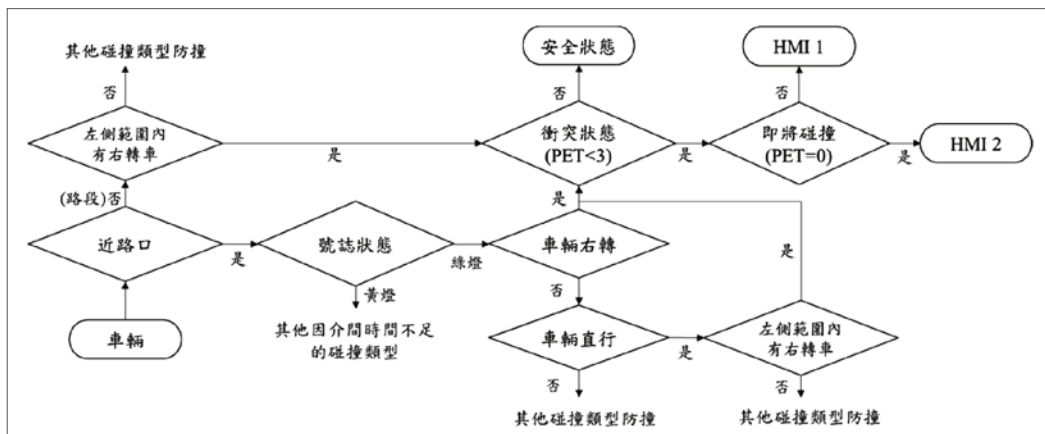 其他碰撞類型防撞
安全狀態
HMI 1
否
否
否
左側範圍內
有右轉車
是
衝突狀態
(PET<3)
是
即將碰撞
(PET=0)
是
HMI 2
(路段)否
是
近路口
是
號誌狀態
綠燈
車輛右轉
是
黃燈
否
車輛
其他因介間時間不足
的碰撞類型
車輛直行
是
左側範圍內
有右轉車
否
否
其他碰撞類型防撞
其他碰撞類型防撞